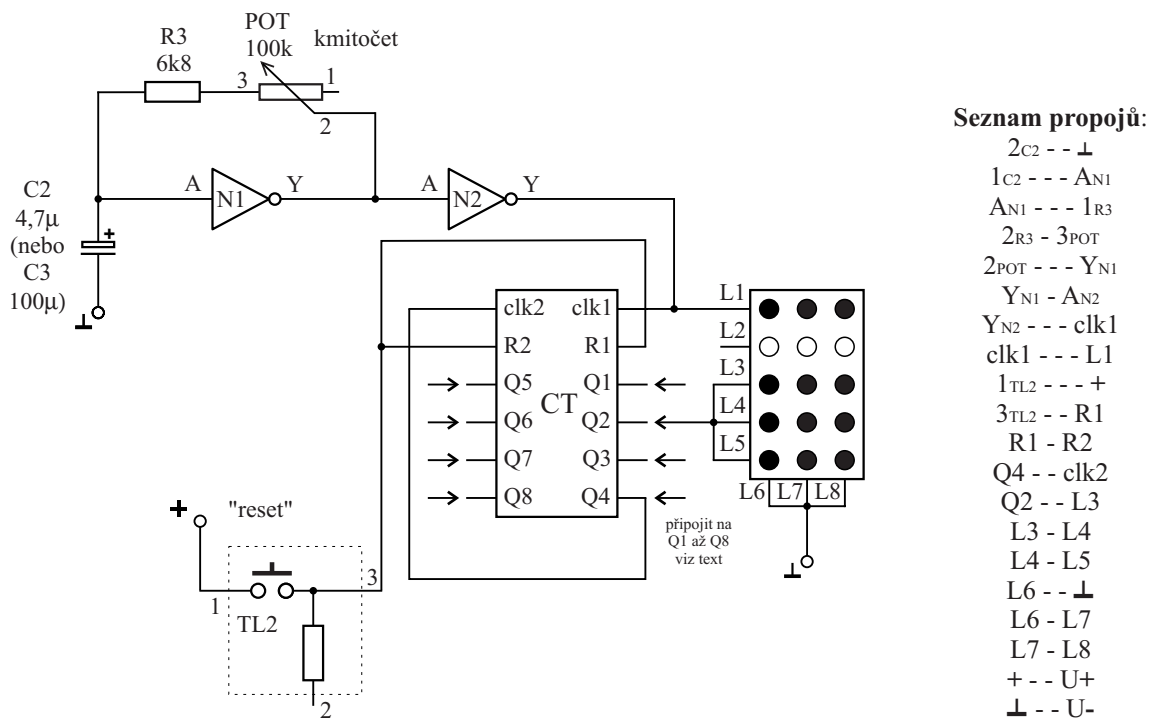 POT
100k
kmitočet
R3
6k8
3
1
2
C2
4,7µ
(nebo
C3
100µ)
+
A
N1
Y
A
N2
Y
clk2
clk1
R2
R1
Q5
Q1
Q6
CT
Q2
Q7
Q3
Q8
Q4
L1
L2
L3
L4
L5
L6
L7
L8
připojit na
Q1 až Q8
viz text
+
"reset"
1
TL2
3
2
Seznam propojů:
2C2 - - ⊥
1C2 - - - AN1
AN1 - - - 1R3
2R3 - 3POT
2POT - - - YN1
YN1 - AN2
YN2 - - - clk1
clk1 - - - L1
1TL2 - - - +
3TL2 - - R1
R1 - R2
Q4 - - clk2
Q2 - - L3
L3 - L4
L4 - L5
L6 - - ⊥
L6 - L7
L7 - L8
+ - - U+
⊥ - - U-